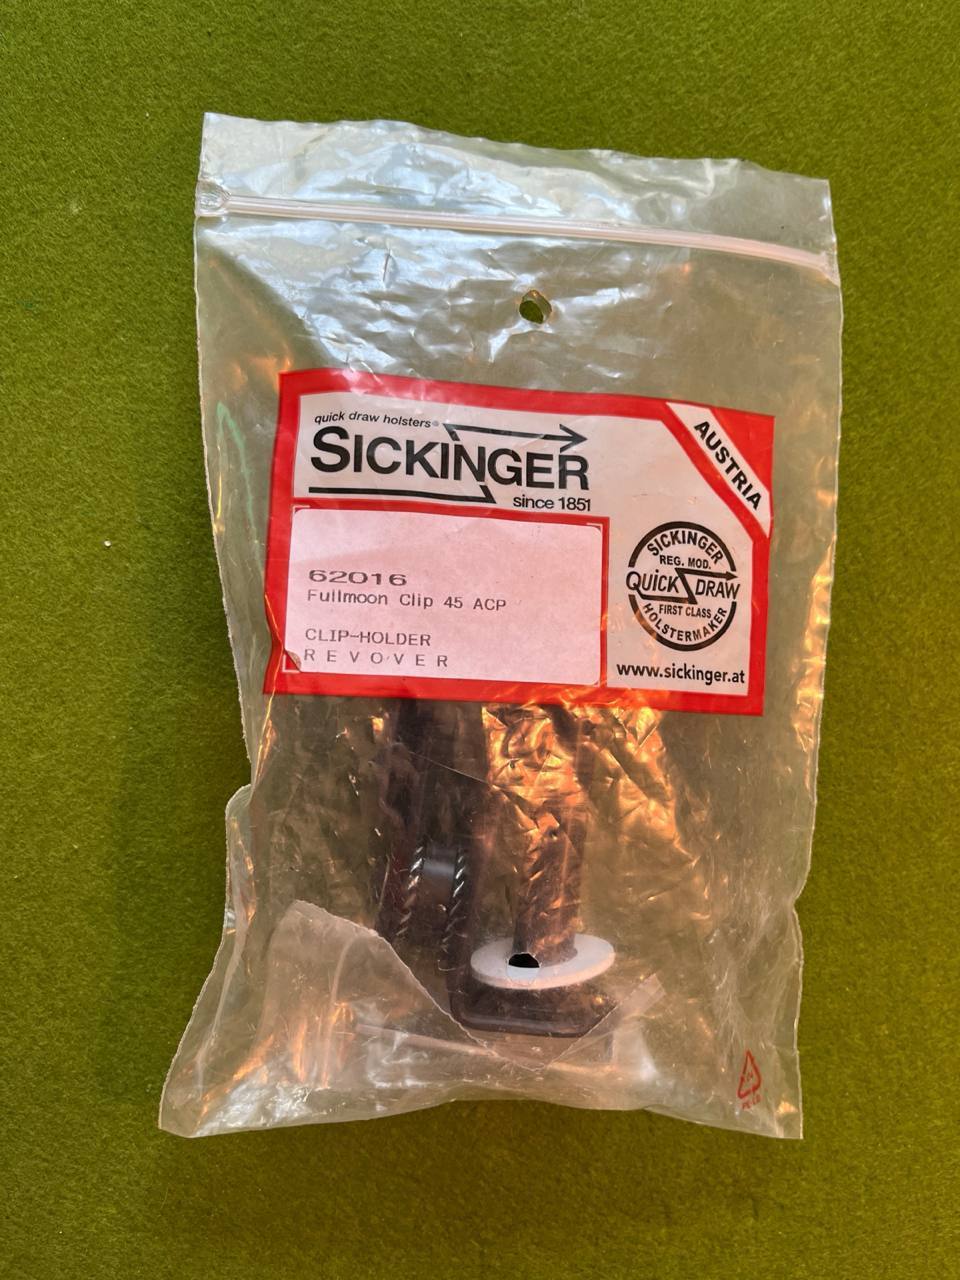 quick draw holsters®
SICKINGER
since 1851
AUSTRIA
62016
Fullmoon Clip 45 ACP
CLIP-HOLDER
REVOVER
SICKINGER
REG. MOD.
QUICK DRAW
FIRST CLASS
HOLSTERMAKER
www.sickinger.at